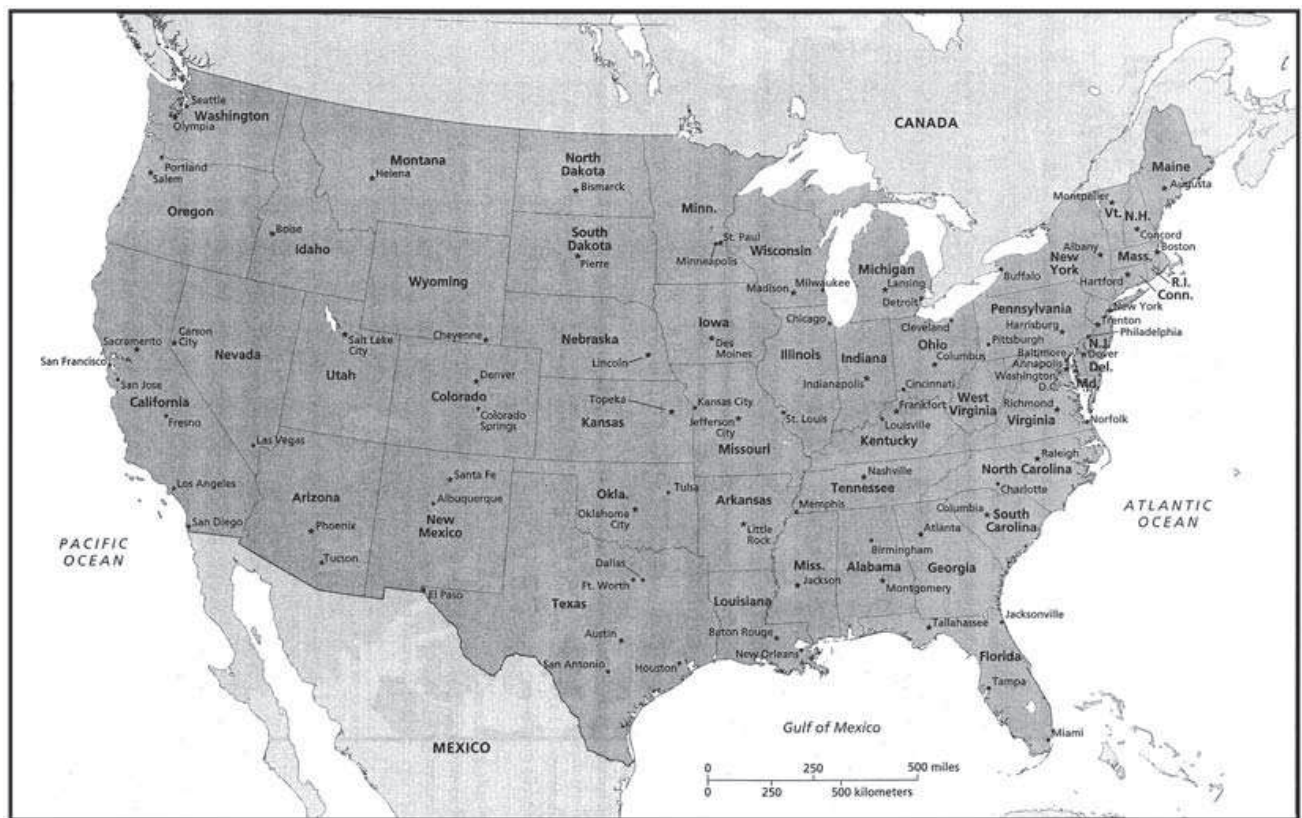 CANADA
Seattle
Washington
Olympia
Portland
Salem
Oregon
Montana
Helena
North
Dakota
Bismarck
Minn.
Boise
Idaho
South
Dakota
Pierre
St. Paul
Minneapolis
Wisconsin
Madison
Milwaukee
Michigan
Lansing
Detroit
Maine
Augusta
Montpelier
Vt.
N.H.
Concord
Boston
Albany
New
York
Mass.
Buffalo
Hartford
R.I.
Conn.
Wyoming
Cheyenne
Nebraska
Lincoln
Iowa
Des
Moines
Chicago
Illinois
Indiana
Indianapolis
Cleveland
Ohio
Columbus
Cincinnati
Pennsylvania
Harrisburg
Pittsburgh
New York
Trenton
Philadelphia
N.J.
Baltimore
Dover
Annapolis
Del.
Washington
D.C.
Md.
Sacramento
Carson
City
Nevada
San Francisco
San Jose
California
Fresno
Salt Lake
City
Utah
Denver
Colorado
Colorado
Springs
Topeka
Kansas
Kansas City
Jefferson
City
Missouri
St. Louis
Frankfort
Louisville
Kentucky
West
Virginia
Richmond
Virginia
Norfolk
Las Vegas
Los Angeles
San Diego
Arizona
Phoenix
Tucson
Santa Fe
Albuquerque
New
Mexico
Okla.
Tulsa
Oklahoma
City
Arkansas
Little
Rock
Nashville
Tennessee
Memphis
Raleigh
North Carolina
Charlotte
Columbia
South
Carolina
ATLANTIC
OCEAN
PACIFIC
OCEAN
El Paso
Dallas
Ft. Worth
Texas
Austin
San Antonio
Houston
Louisiana
Baton Rouge
New Orleans
Miss.
Jackson
Birmingham
Alabama
Montgomery
Atlanta
Georgia
Tallahassee
Jacksonville
Florida
Tampa
Miami
MEXICO
Gulf of Mexico
0 250 500 miles
0 250 500 kilometers